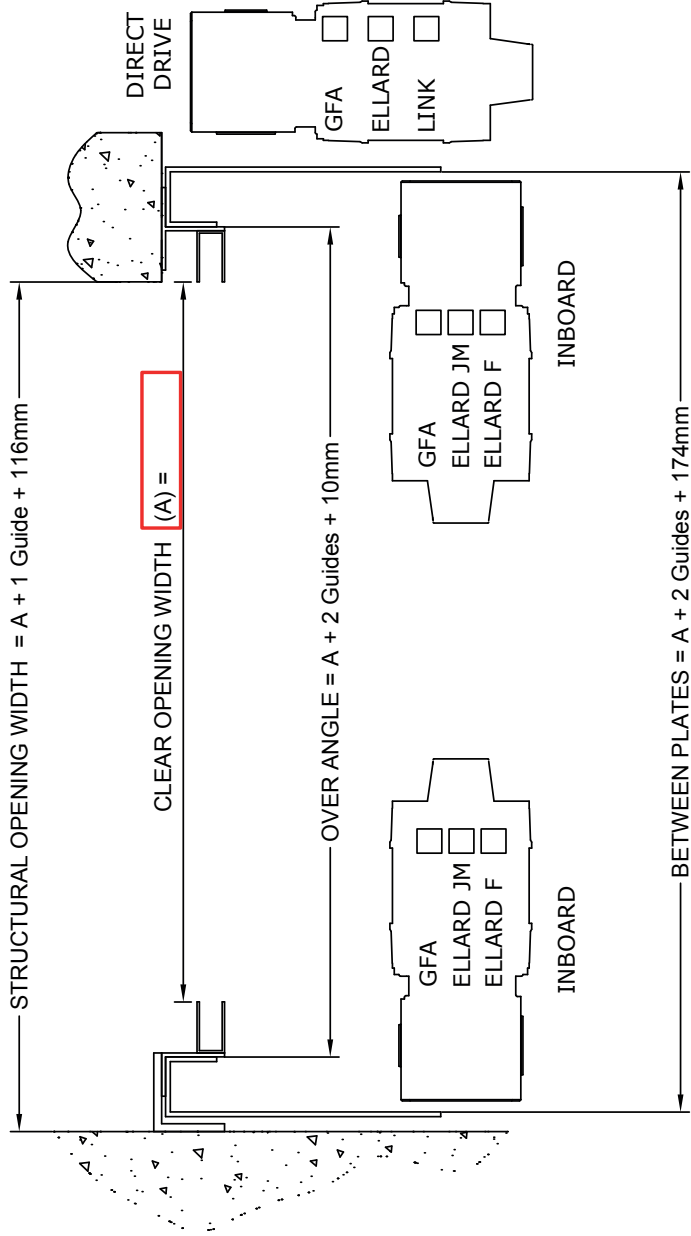 STRUCTURAL OPENING WIDTH = A + 1 Guide + 116mm
CLEAR OPENING WIDTH (A) =
OVER ANGLE = A + 2 Guides + 10mm
DIRECT
DRIVE
GFA
ELLARD
LINK
GFA
ELLARD JM
ELLARD F
INBOARD
GFA
ELLARD JM
ELLARD F
INBOARD
BETWEEN PLATES = A + 2 Guides + 174mm